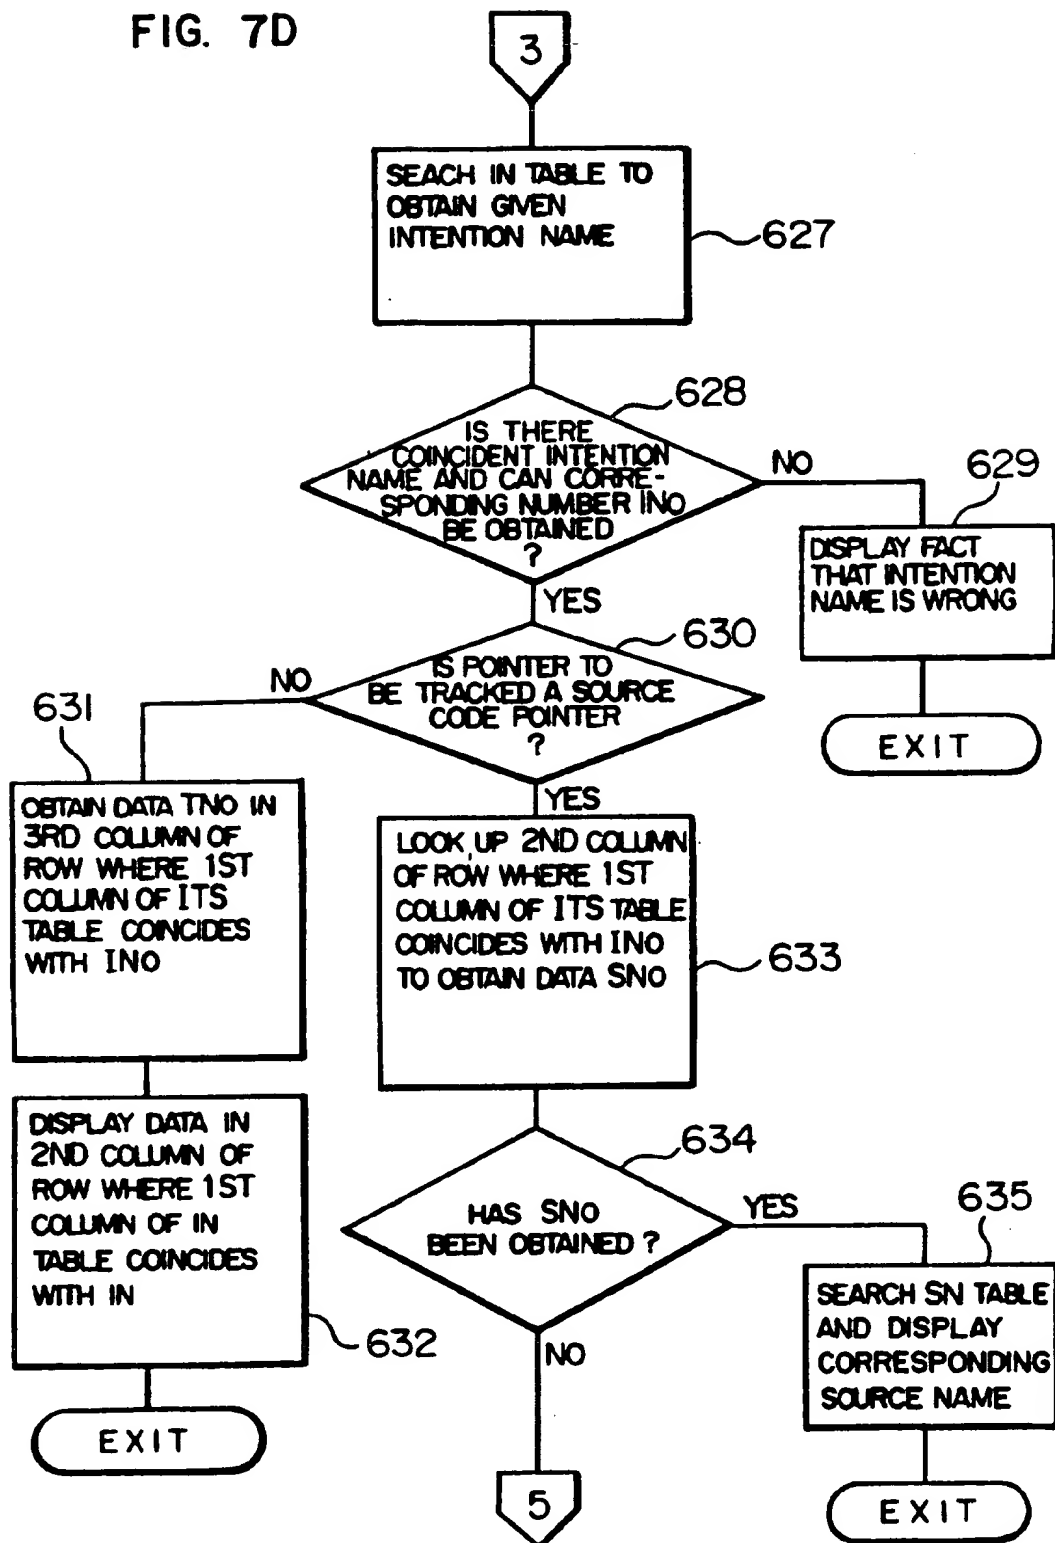 FIG. 7D
3
SEACH IN TABLE TO
OBTAIN GIVEN
INTENTION NAME
627
628
IS THERE
COINCIDENT INTENTION
NAME AND CAN CORRE-
SPONDING NUMBER INO
BE OBTAINED
?
NO
629
DISPLAY FACT
THAT INTENTION
NAME IS WRONG
EXIT
YES
630
IS POINTER TO
BE TRACKED A SOURCE
CODE POINTER
?
NO
631
OBTAIN DATA TNO IN
3RD COLUMN OF
ROW WHERE 1ST
COLUMN OF ITS
TABLE COINCIDES
WITH INO
DISPLAY DATA IN
2ND COLUMN OF
ROW WHERE 1ST
COLUMN OF IN
TABLE COINCIDES
WITH IN
632
EXIT
YES
LOOK UP 2ND COLUMN
OF ROW WHERE 1ST
COLUMN OF ITS TABLE
COINCIDES WITH INO
TO OBTAIN DATA SNO
633
634
HAS SNO
BEEN OBTAINED ?
YES
635
SEARCH SN TABLE
AND DISPLAY
CORRESPONDING
SOURCE NAME
EXIT
NO
5